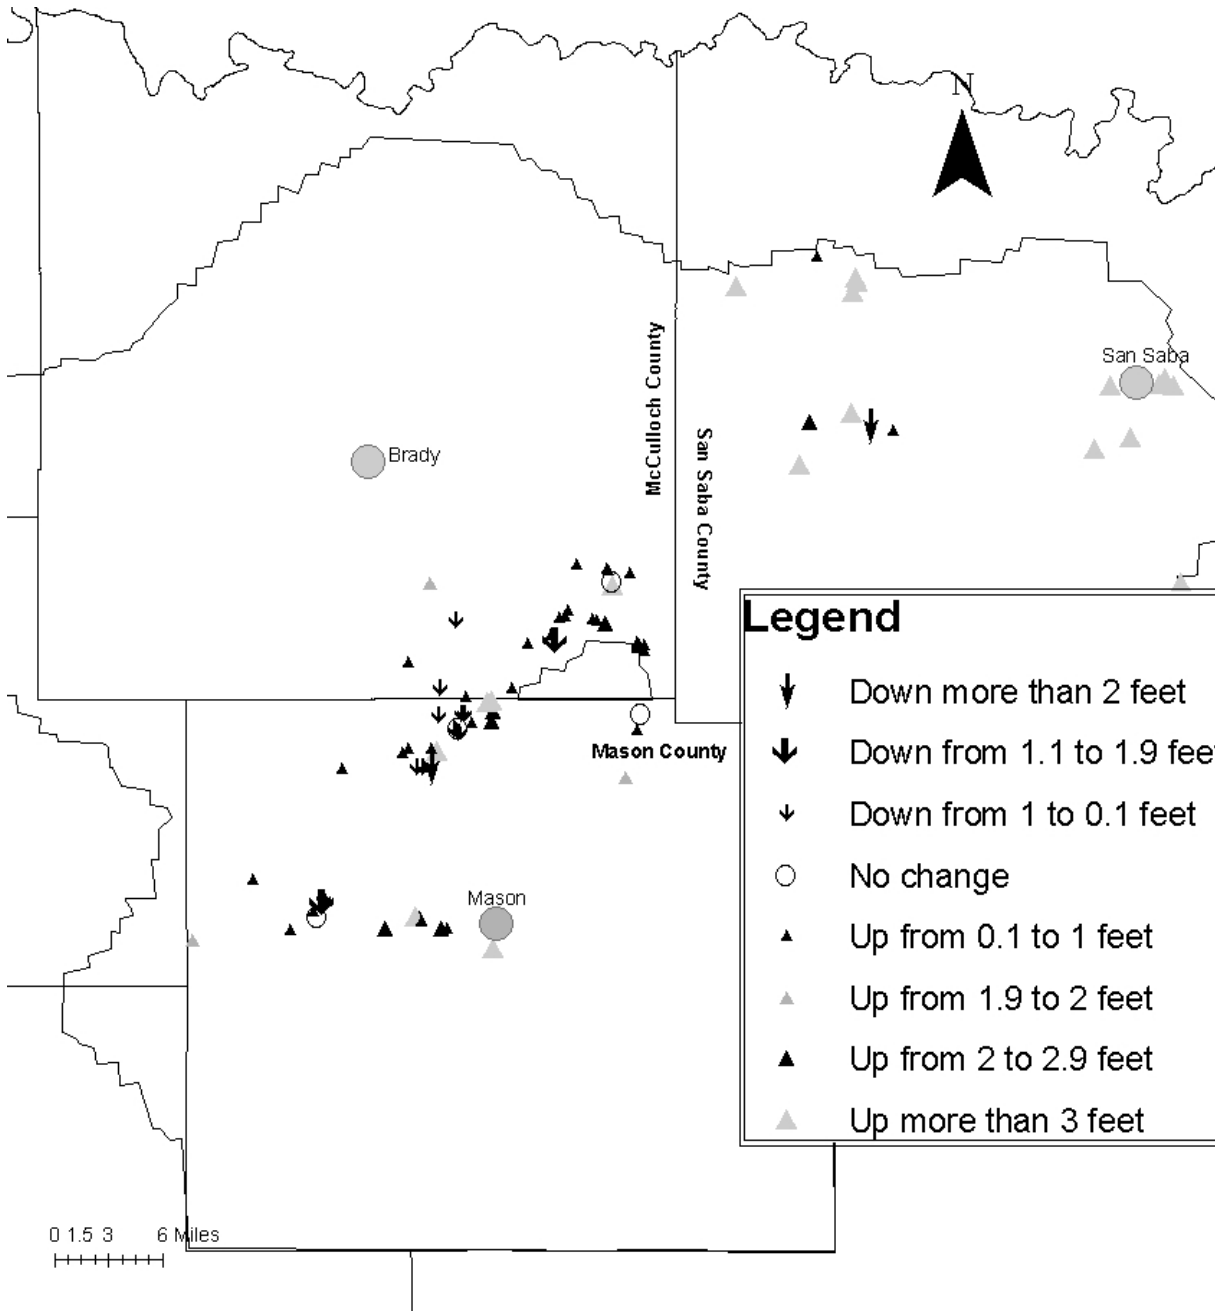 N
San Saba
McCulloch County
San Saba County
Brady
Legend
Down more than 2 feet
Down from 1.1 to 1.9 feet
Down from 1 to 0.1 feet
No change
Up from 0.1 to 1 feet
Up from 1.9 to 2 feet
Up from 2 to 2.9 feet
Up more than 3 feet
Mason County
Mason
0 1.5 3 6 Miles